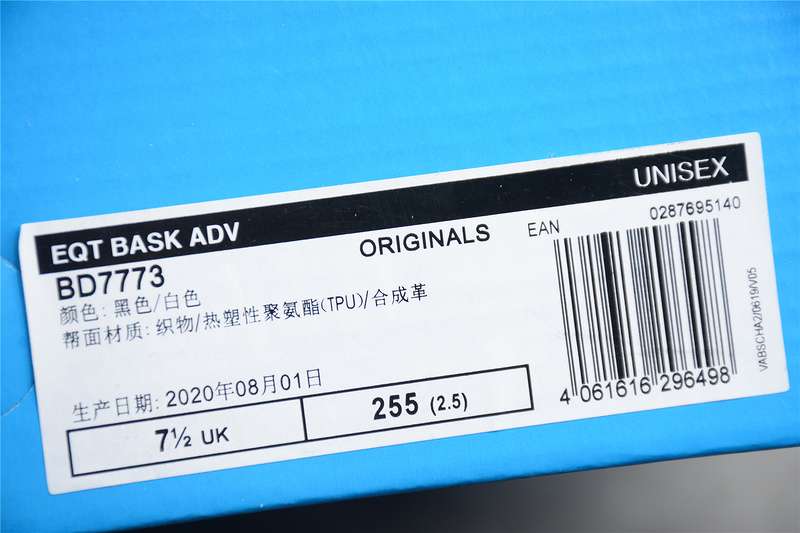 UNISEX
EQT BASK ADV
0287695140
EAN
ORIGINALS
BD7773
颜色: 黑色/白色
帮面材质: 织物/热塑性聚氨酯(TPU)/合成革
生产日期: 2020年08月01日
7½ UK
255 (2.5)
4 061616 296498
VABSCHA2/0619/V05